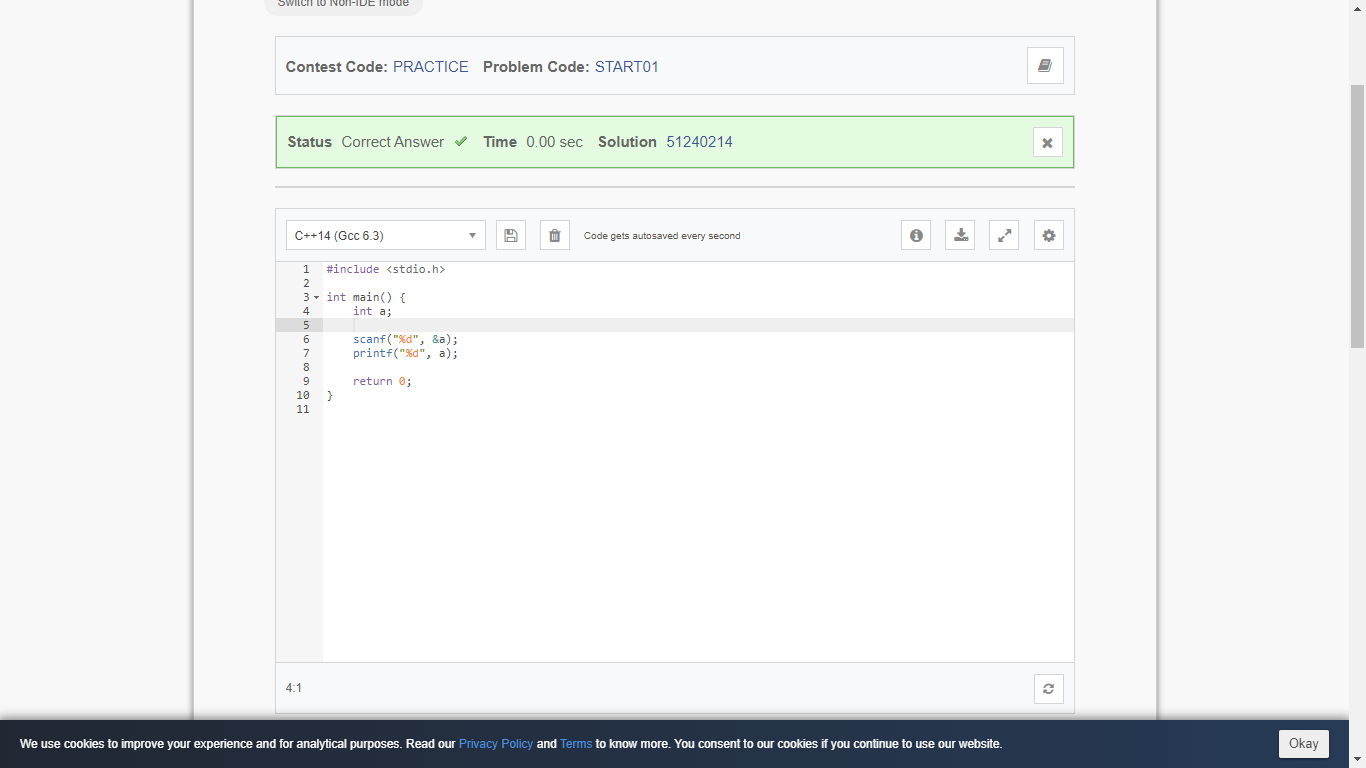 Switch to Non-IDE mode
Contest Code: PRACTICE Problem Code: START01
Status Correct Answer Time 0.00 sec Solution 51240214
C++14 (Gcc 6.3) Code gets autosaved every second
1 #include <stdio.h>
2
3 int main() {
4     int a;
5
6     scanf("%d", &a);
7     printf("%d", a);
8
9     return 0;
10 }
11
4:1
We use cookies to improve your experience and for analytical purposes. Read our Privacy Policy and Terms to know more. You consent to our cookies if you continue to use our website. Okay